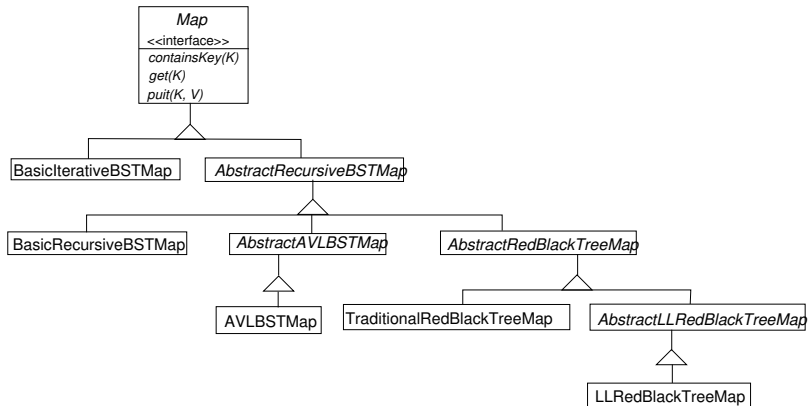 Map
<<interface>>
containsKey(K)
get(K)
puit(K, V)
BasicIterativeBSTMap
AbstractRecursiveBSTMap
BasicRecursiveBSTMap
AbstractAVLBSTMap
AbstractRedBlackTreeMap
AVLBSTMap
TraditionalRedBlackTreeMap
AbstractLLRedBlackTreeMap
LLRedBlackTreeMap